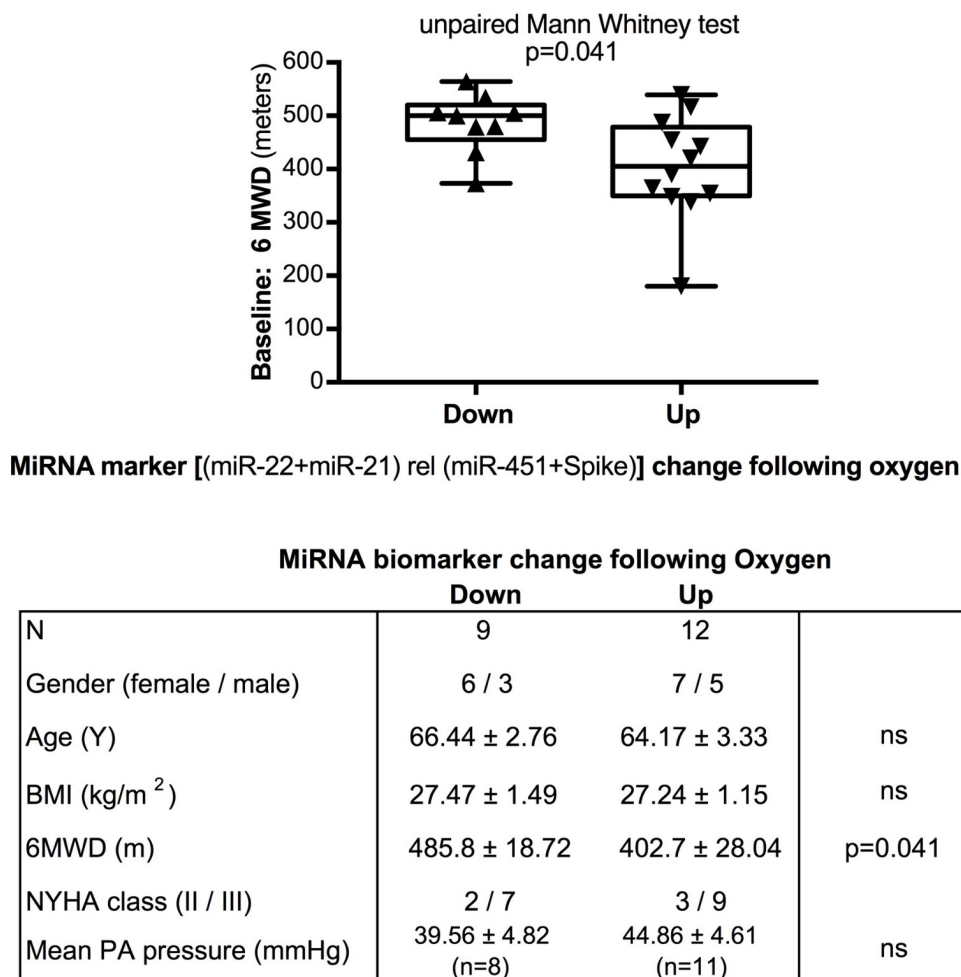 unpaired Mann Whitney test
p=0.041
Baseline: 6 MWD (meters)
600
500
400
300
200
100
0
Down Up
MiRNA marker [(miR-22+miR-21) rel (miR-451+Spike)] change following oxygen
MiRNA biomarker change following Oxygen
Down Up
N 9 12
Gender (female / male) 6 / 3 7 / 5
Age (Y) 66.44 ± 2.76 64.17 ± 3.33 ns
BMI (kg/m ²) 27.47 ± 1.49 27.24 ± 1.15 ns
6MWD (m) 485.8 ± 18.72 402.7 ± 28.04 p=0.041
NYHA class (II / III) 2 / 7 3 / 9
Mean PA pressure (mmHg) 39.56 ± 4.82 44.86 ± 4.61 ns
(n=8) (n=11)